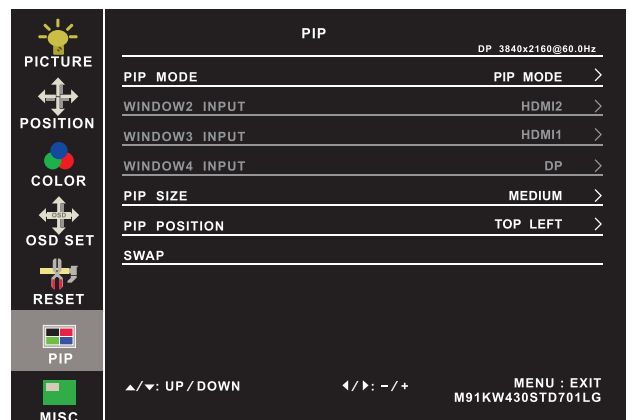 PIP
DP 3840x2160@60.0Hz
PICTURE
POSITION
COLOR
OSD
OSD SET
RESET
PIP
MISC
PIP MODE PIP MODE >
WINDOW2 INPUT HDMI2 >
WINDOW3 INPUT HDMI1 >
WINDOW4 INPUT DP >
PIP SIZE MEDIUM >
PIP POSITION TOP LEFT >
SWAP
▲/▼: UP / DOWN ◀/▶: – / + MENU : EXIT
M91KW430STD701LG